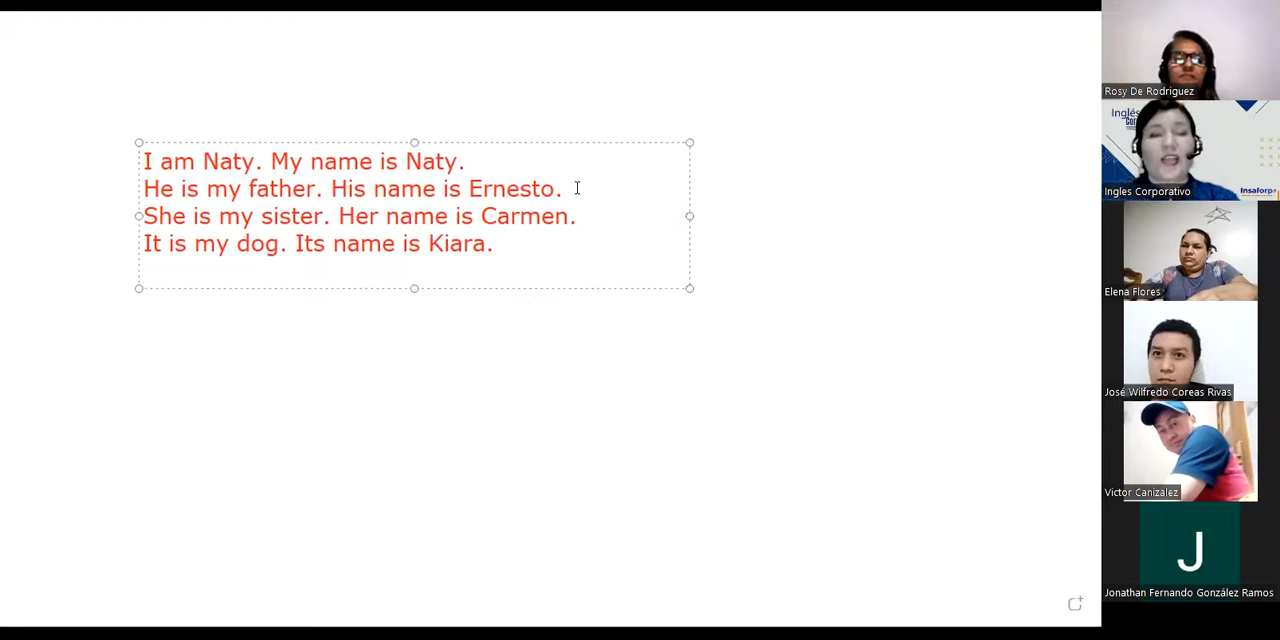 I am Naty. My name is Naty.
He is my father. His name is Ernesto.
She is my sister. Her name is Carmen.
It is my dog. Its name is Kiara.
Rosy De Rodriguez
Inglés
Ingles Corporativo
Insaforp
Elena Flores
José Wilfredo Coreas Rivas
Victor Canizalez
J
Jonathan Fernando González Ramos